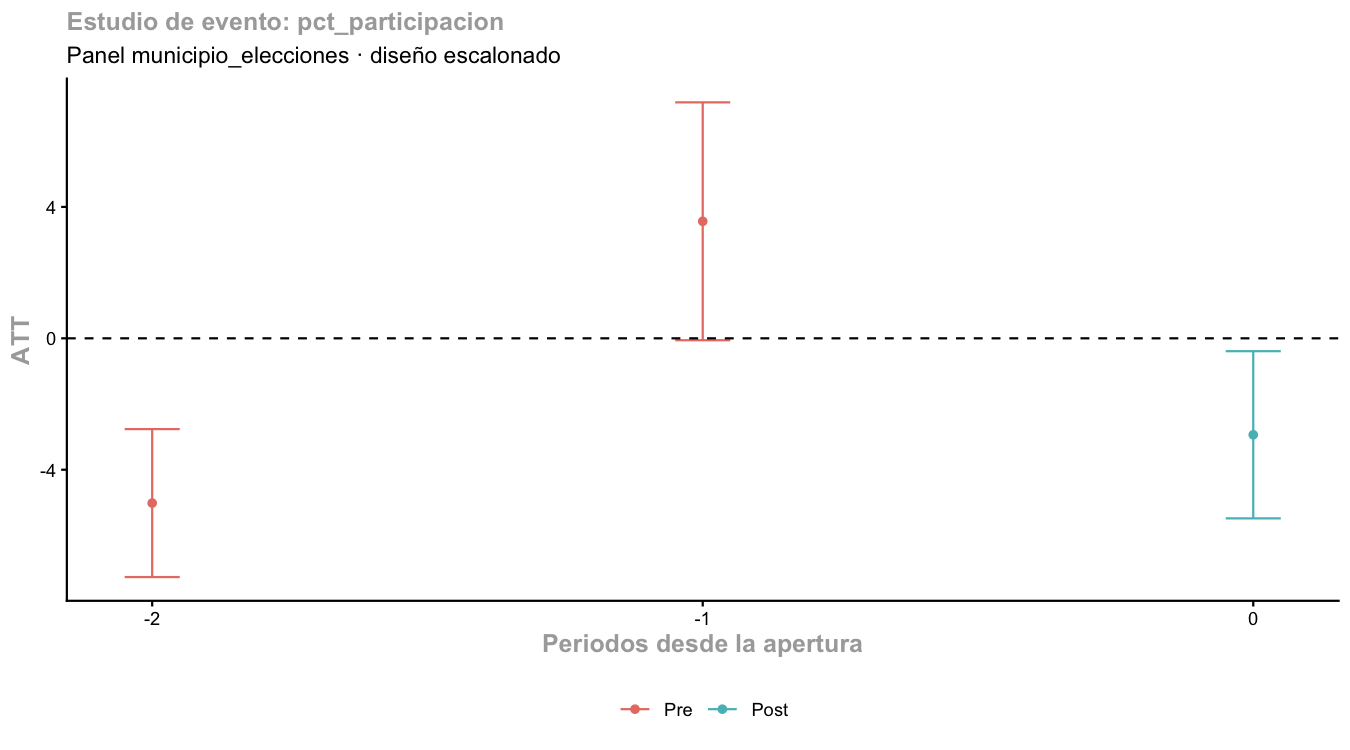 Estudio de evento: pct_participacion
Panel municipio_elecciones · diseño escalonado
ATT
4
0
-4
-2
-1
0
Periodos desde la apertura
Pre
Post